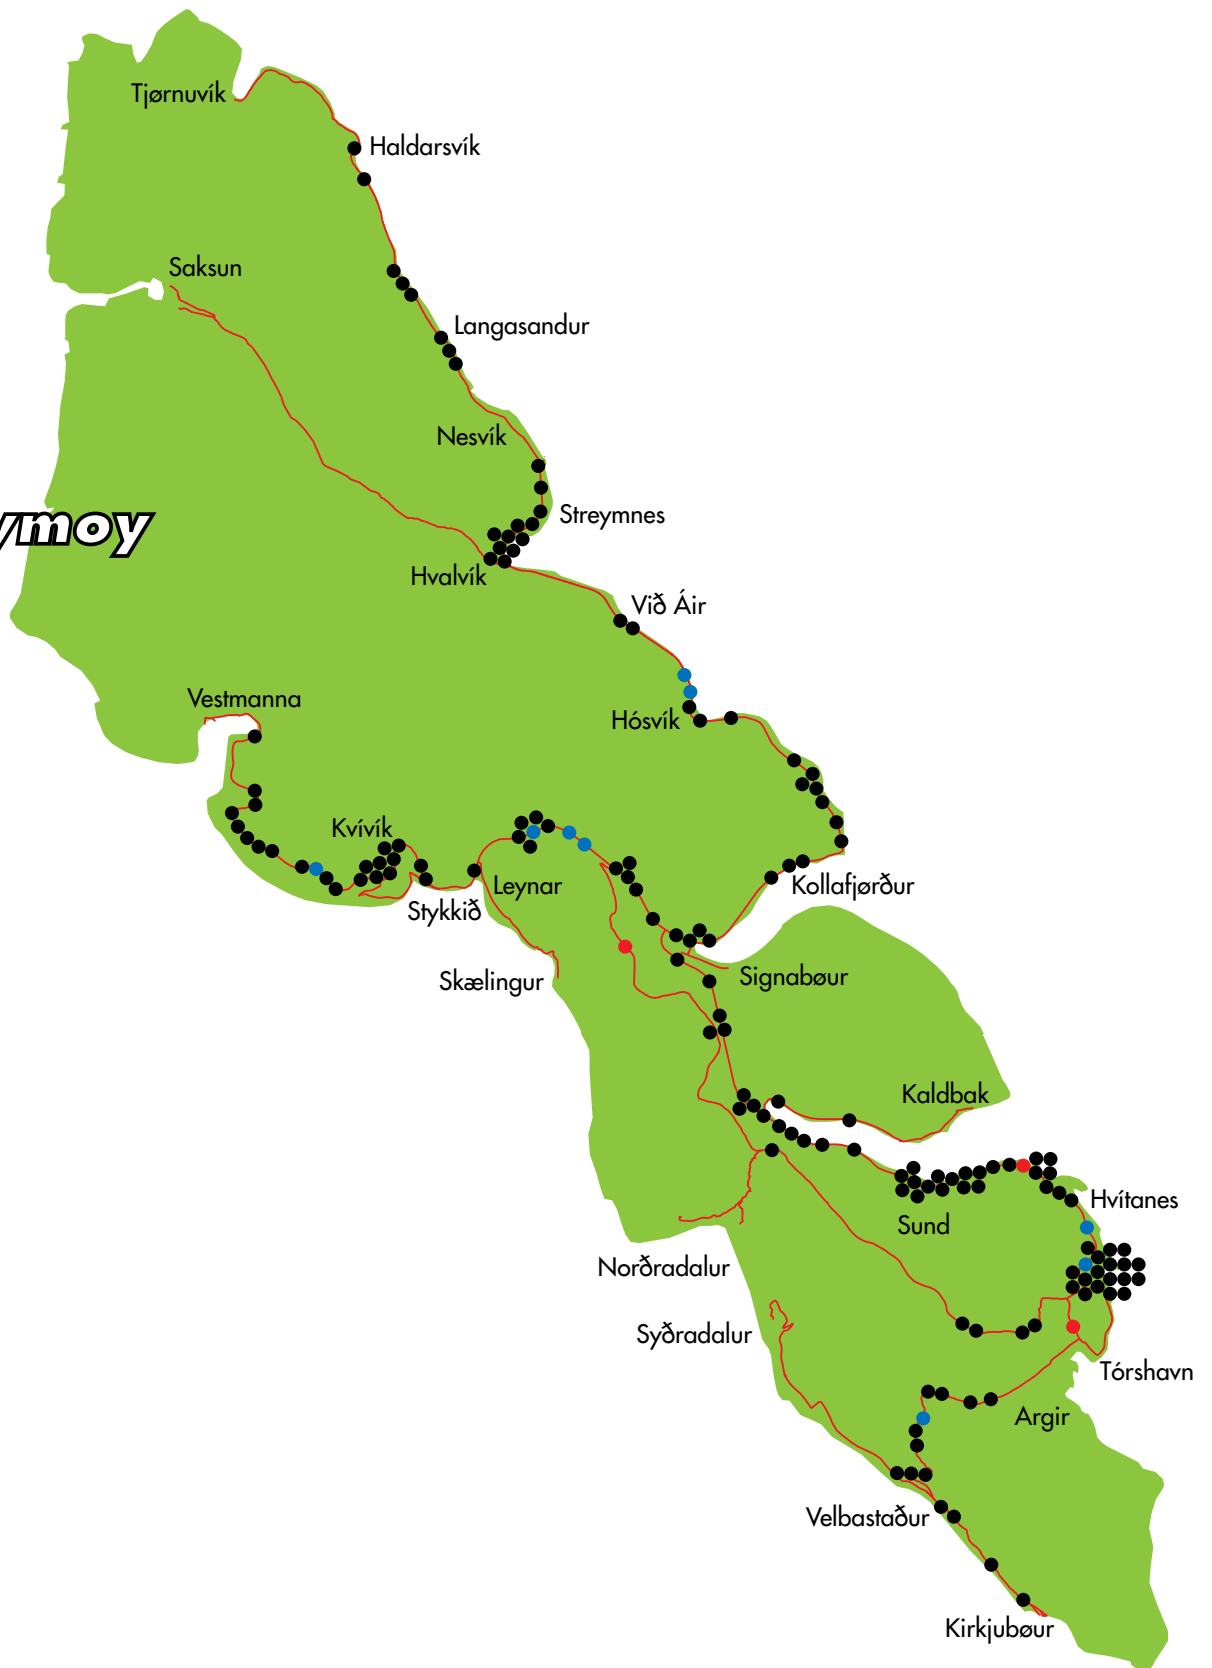 Tjørnuvík
Haldarsvík
Saksun
Langasandur
Nesvík
Streymnes
ymoy
Hvalvík
Við Áir
Vestmanna
Hósvík
Kvívík
Leynar
Kollafjørður
Stykkið
Skælingur
Signabøur
Kaldbak
Hvítanes
Sund
Norðradalur
Syðradalur
Tórshavn
Argir
Velbastaður
Kirkjubøur